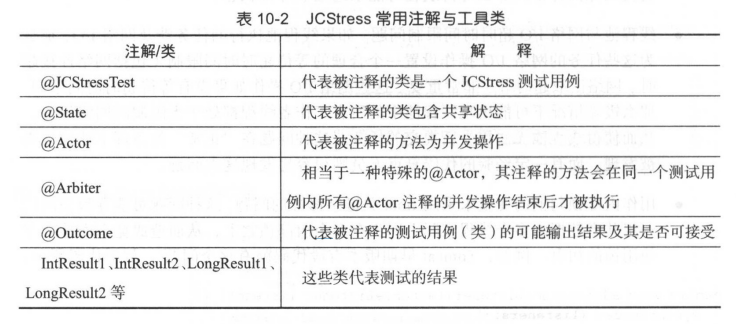 表 10-2 JCStress 常用注解与工具类
注解/类 解 释
@JCStressTest 代表被注释的类是一个 JCStress 测试用例
@State 代表被注释的类包含共享状态
@Actor 代表被注释的方法为并发操作
@Arbiter 相当于一种特殊的@Actor，其注释的方法会在同一个测试用
例内所有@Actor 注释的并发操作结束后才被执行
@Outcome 代表被注释的测试用例（类）的可能输出结果及其是否可接受
IntResult1、IntResult2、LongResult1、
LongResult2 等 这些类代表测试的结果